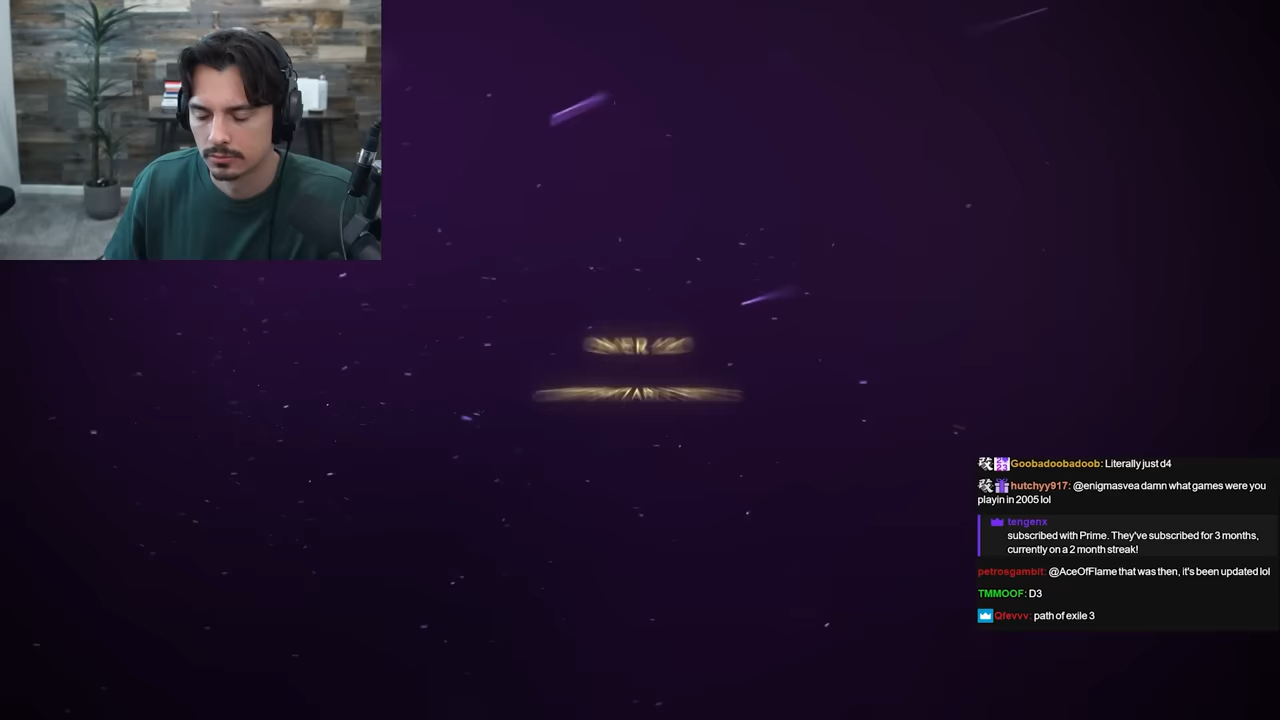 Goobadoobadoob: Literally just d4
hutchyy917: @enigmasvea damn what games were you
playin in 2005 lol
tengenx
subscribed with Prime. They've subscribed for 3 months,
currently on a 2 month streak!
petrosgambit: @AceOfFlame that was then, it's been updated lol
TMMOOF: D3
Qfevvv: path of exile 3